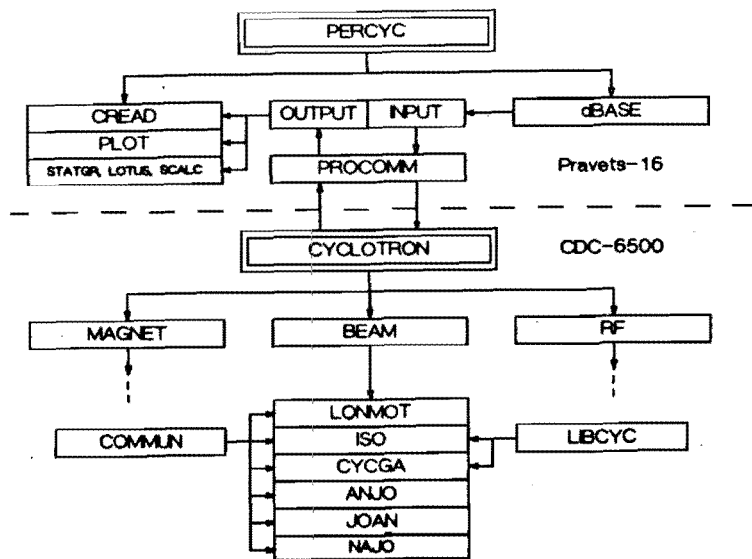 PERCYC
CREAD
OUTPUT
INPUT
dBASE
PLOT
STATGR, LOTUS, SCALC
PROCOMM
Pravets-16
CYCLOTRON
CDC-6500
MAGNET
BEAM
RF
LONMOT
COMMUN
ISO
LIBCYC
CYCGA
ANJO
JOAN
NAJO